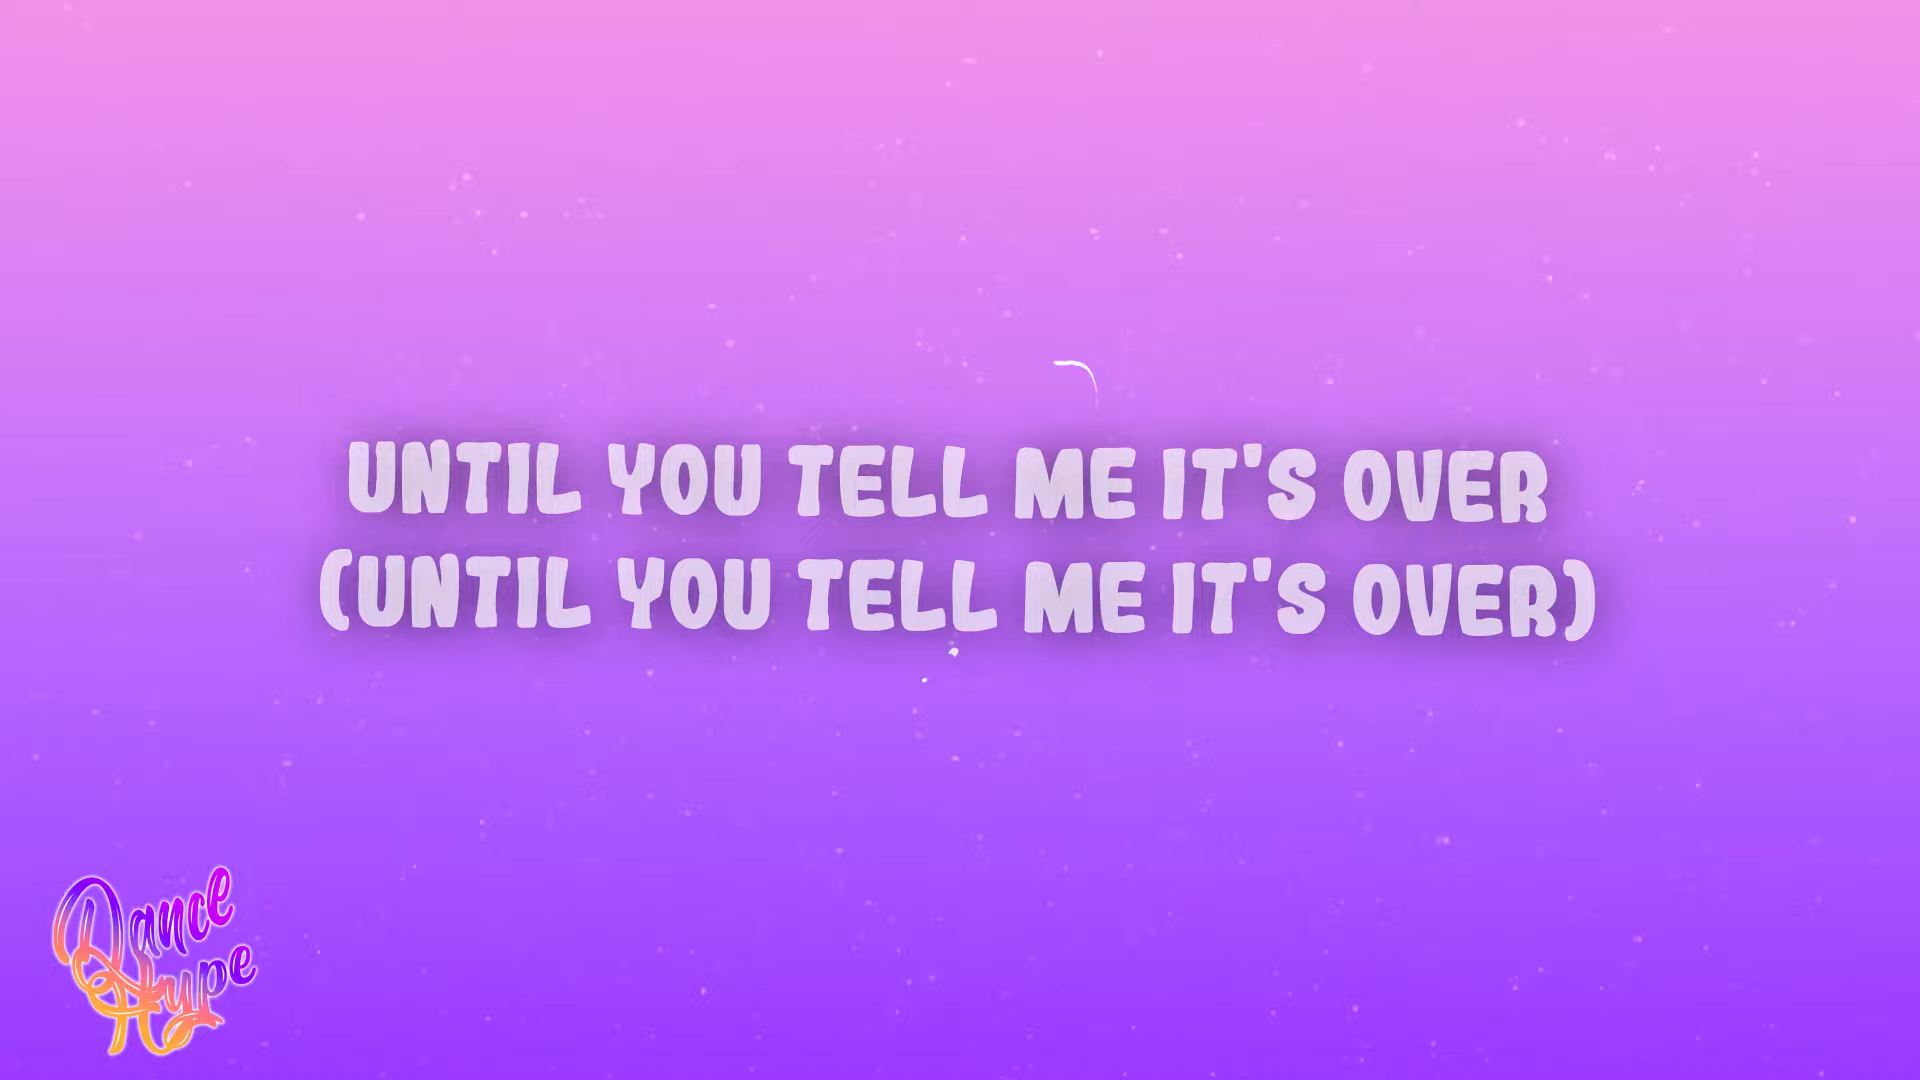 UNTIL YOU TELL ME IT'S OVER
(UNTIL YOU TELL ME IT'S OVER)
Dance
Hype